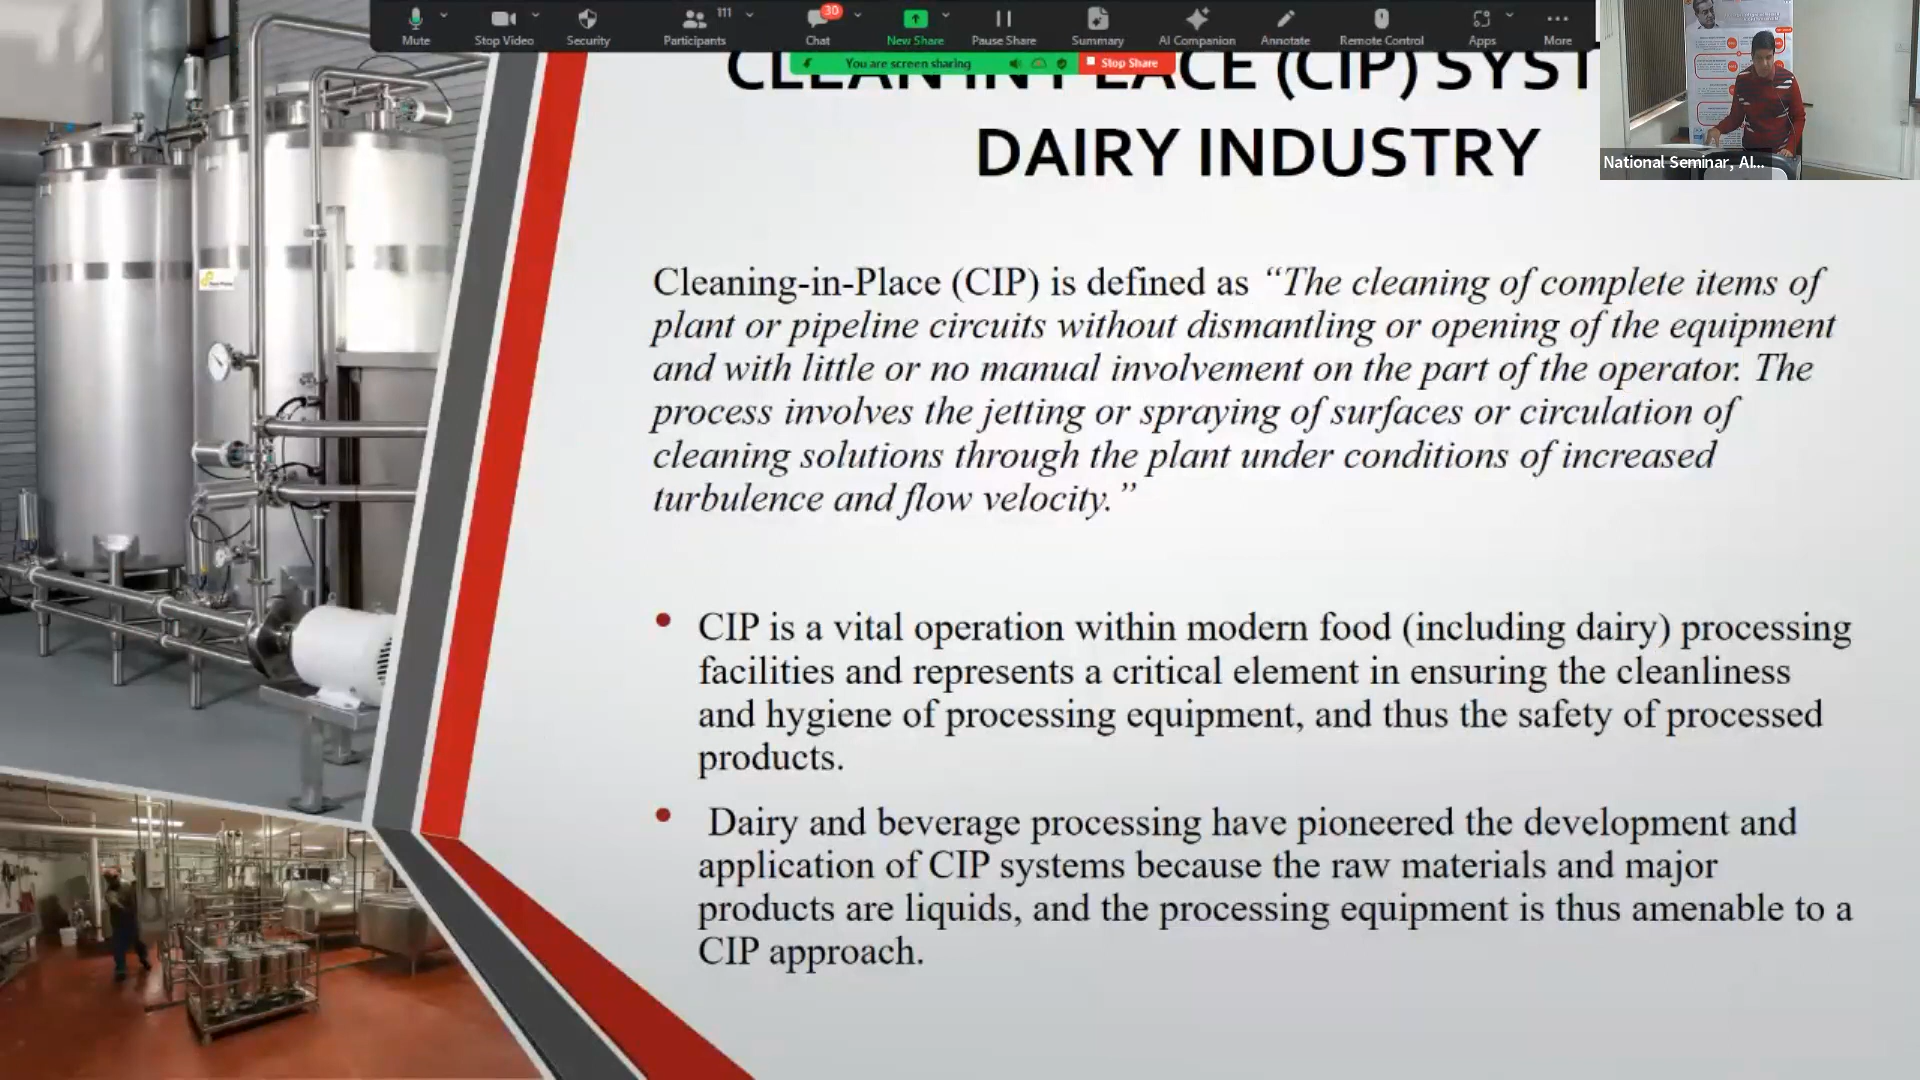 Mute
Stop Video
Security
Participants
111
Chat
30
New Share
Pause Share
Summary
AI Companion
Annotate
Remote Control
Apps
More
You are screen sharing
Stop Share
CLEAN IN PLACE (CIP) SYST
DAIRY INDUSTRY
National Seminar, AI...
Cleaning-in-Place (CIP) is defined as “The cleaning of complete items of
plant or pipeline circuits without dismantling or opening of the equipment
and with little or no manual involvement on the part of the operator. The
process involves the jetting or spraying of surfaces or circulation of
cleaning solutions through the plant under conditions of increased
turbulence and flow velocity.”
• CIP is a vital operation within modern food (including dairy) processing
facilities and represents a critical element in ensuring the cleanliness
and hygiene of processing equipment, and thus the safety of processed
products.
• Dairy and beverage processing have pioneered the development and
application of CIP systems because the raw materials and major
products are liquids, and the processing equipment is thus amenable to a
CIP approach.